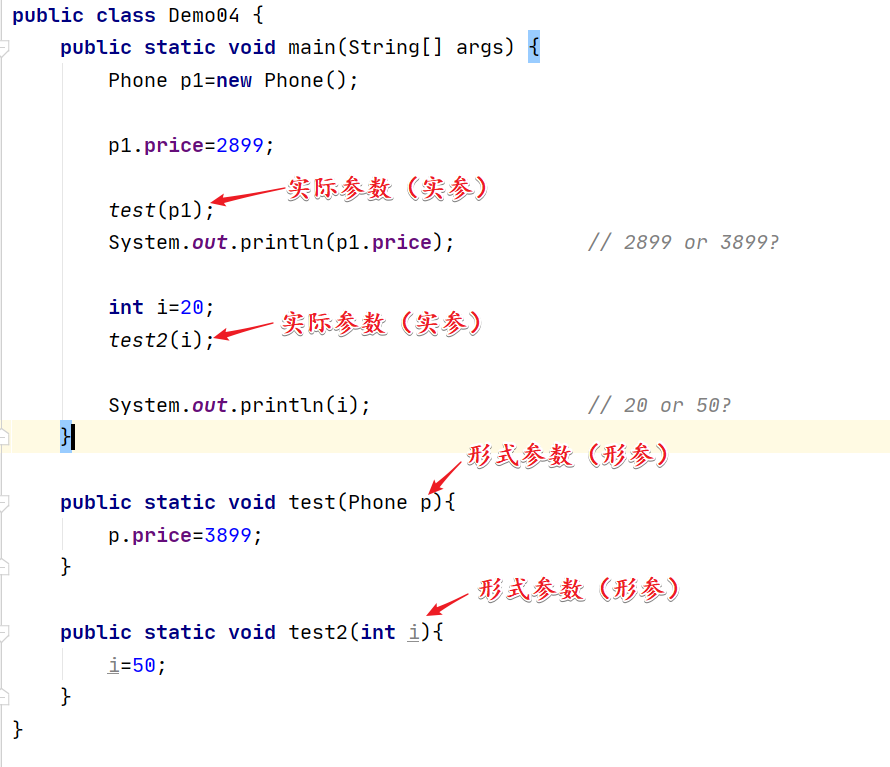 public class Demo04 {
public static void main(String[] args) {
Phone p1=new Phone();
p1.price=2899;
实际参数（实参）
test(p1);
System.out.println(p1.price); // 2899 or 3899?
int i=20;
实际参数（实参）
test2(i);
System.out.println(i); // 20 or 50?
}
形式参数（形参）
public static void test(Phone p){
p.price=3899;
}
形式参数（形参）
public static void test2(int i){
i=50;
}
}